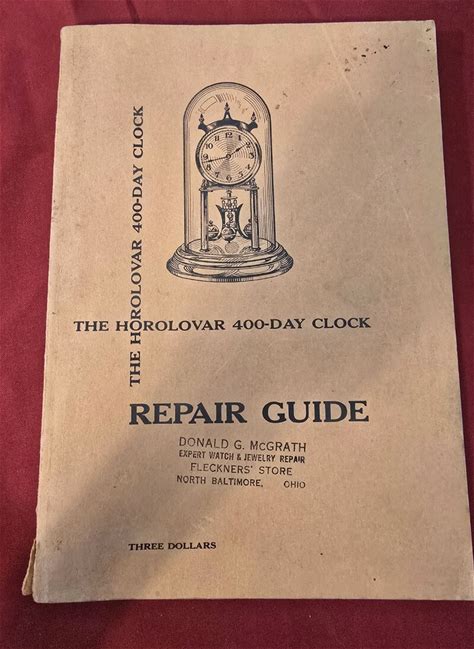 THE HOROLOVAR 400-DAY CLOCK
THE HOROLOVAR 400-DAY CLOCK
REPAIR GUIDE
DONALD G. McGRATH
EXPERT WATCH & JEWELRY REPAIR
FLECKNERS' STORE
NORTH BALTIMORE, OHIO
THREE DOLLARS